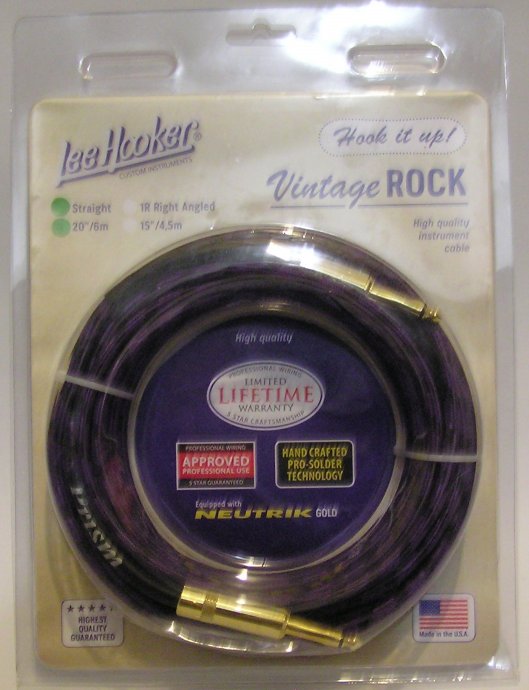 Lee Hooker®
CUSTOM INSTRUMENTS
Hook it up!
Vintage ROCK
High quality
instrument
cable
Straight 1R Right Angled
20"/6m 15"/4,5m
High quality
PROFESSIONAL WIRING
LIMITED
LIFETIME
WARRANTY
5 STAR CRAFTSMANSHIP
PROFESSIONAL WIRING
APPROVED
PROFESSIONAL USE
5 STAR GUARANTEED
HAND CRAFTED
PRO-SOLDER
TECHNOLOGY
Equipped with
NEUTRIK GOLD
HIGHEST
QUALITY
GUARANTEED
Made in the U.S.A.